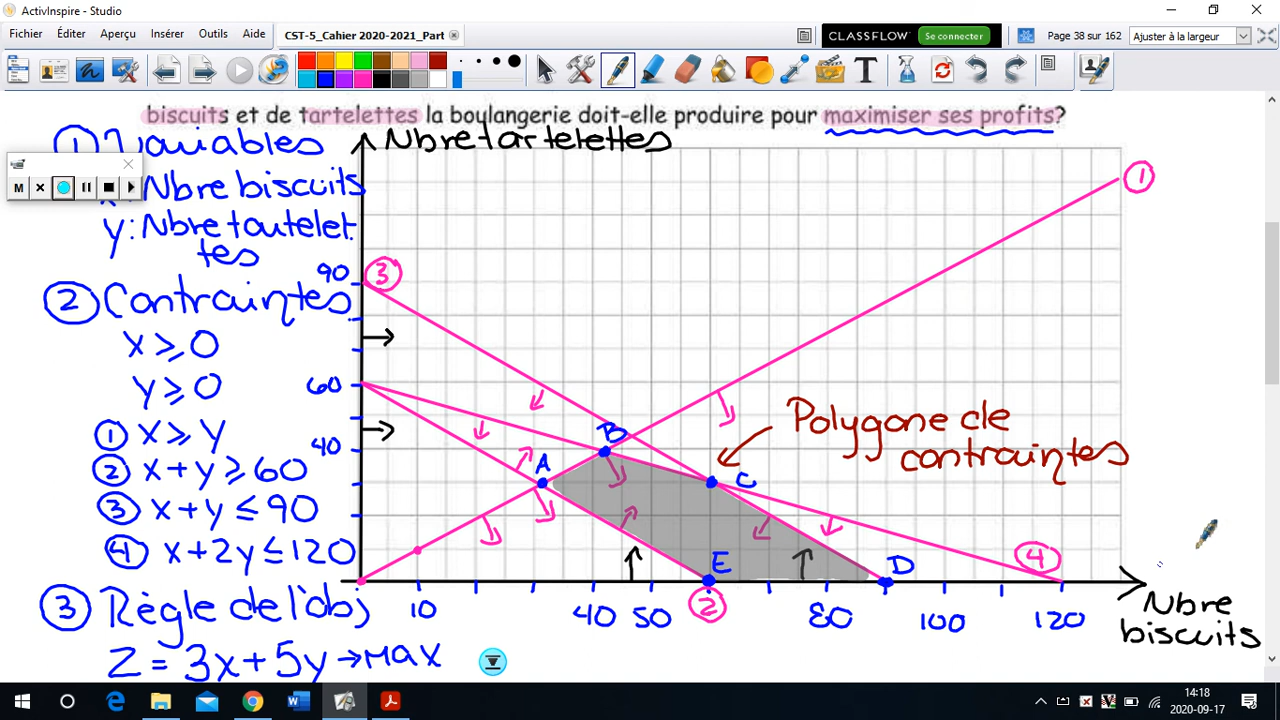 ActivInspire - Studio
Fichier Éditer Aperçu Insérer Outils Aide
CST-5_Cahier 2020-2021_Part
CLASSFLOW Se connecter
Page 38 sur 162
Ajuster à la largeur
biscuits et de tartelettes la boulangerie doit-elle produire pour maximiser ses profits?
① Variables
Nbre biscuits
y: Nbre tartelet
tes
② Contraintes
x ≥ 0
y ≥ 0
① x ≥ y
② x + y ≥ 60
③ x + y ≤ 90
④ x + 2y ≤ 120
③ Règle de l'obj
Z = 3x + 5y → max
Nbre tartelettes
90
60
40
③
①
B
A
C
E
D
④
②
Polygone de
contraintes
10
40
50
80
100
120
Nbre
biscuits
M
14:18
2020-09-17